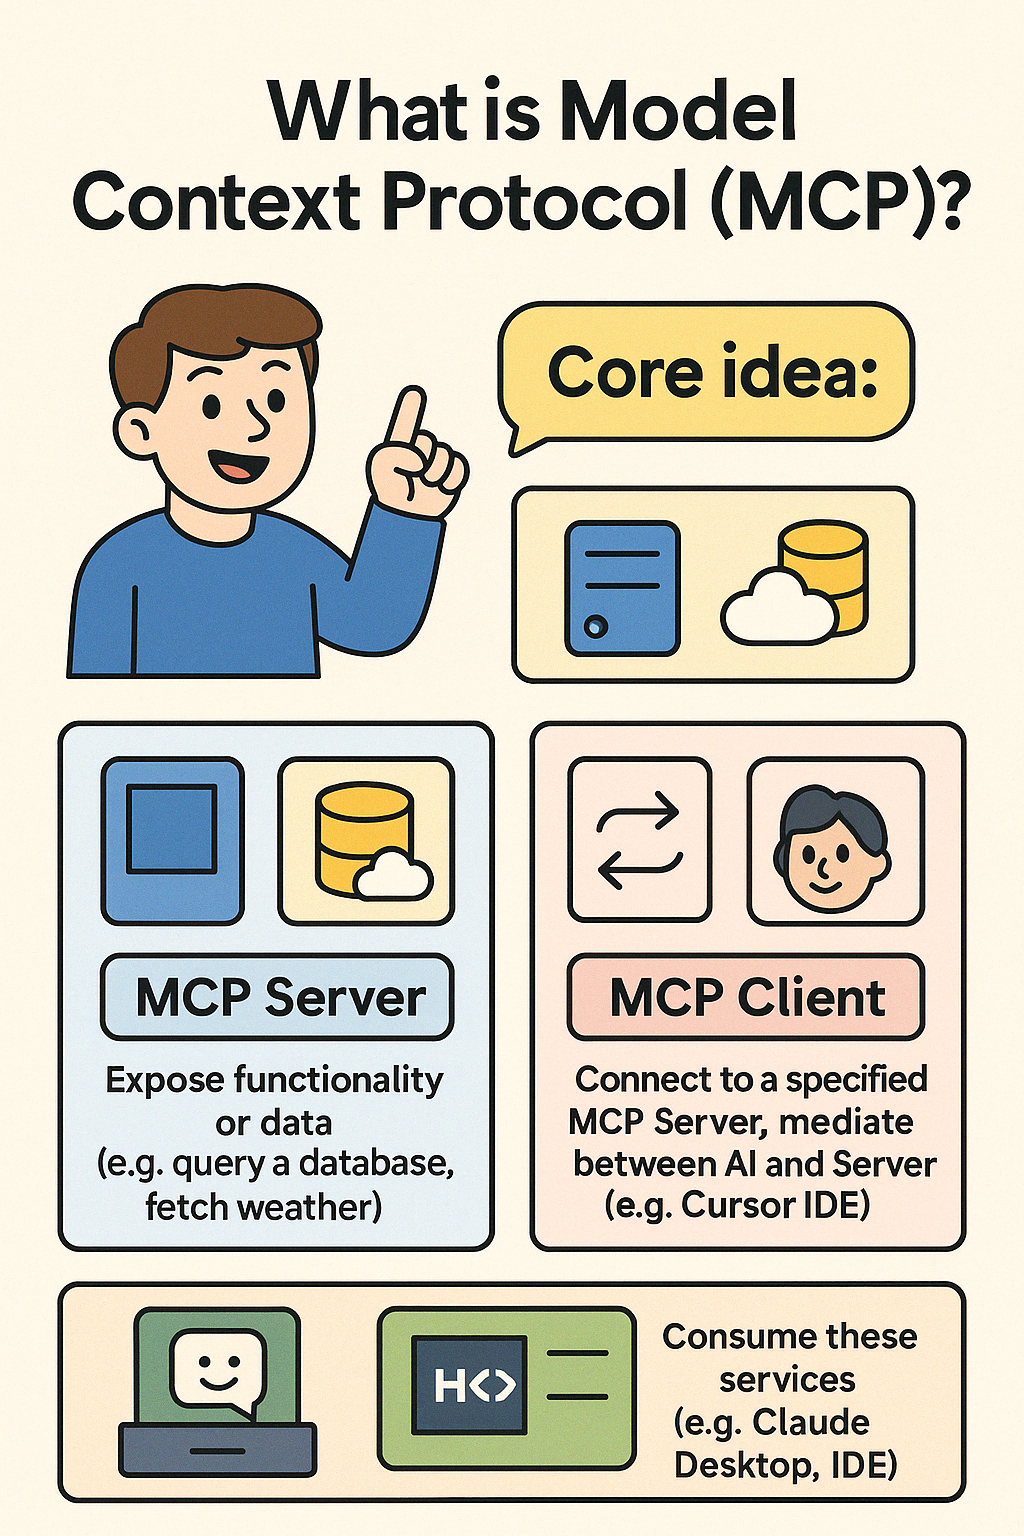 What is Model
Context Protocol (MCP)?
Core idea:
MCP Server
Expose functionality
or data
(e.g. query a database,
fetch weather)
MCP Client
Connect to a specified
MCP Server, mediate
between AI and Server
(e.g. Cursor IDE)
H<>
Consume these
services
(e.g. Claude
Desktop, IDE)